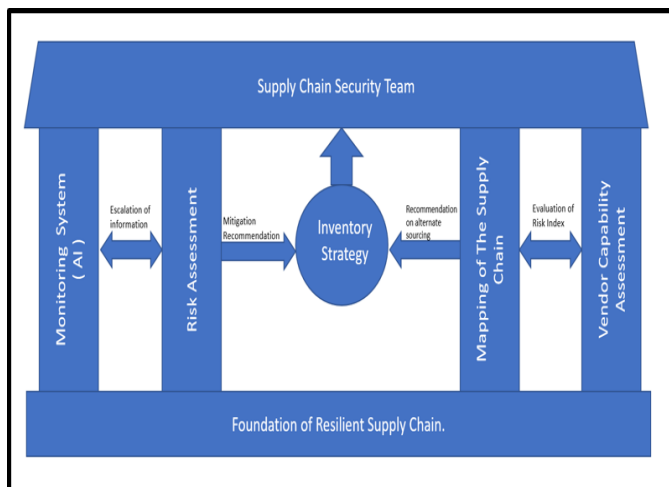 Supply Chain Security Team
Monitoring System
( AI )
Escalation of
information
Risk Assessment
Mitigation
Recommendation
Inventory
Strategy
Recommendation
on alternate
sourcing
Mapping of The Supply
Chain
Evaluation of
Risk Index
Vendor Capability
Assessment
Foundation of Resilient Supply Chain.